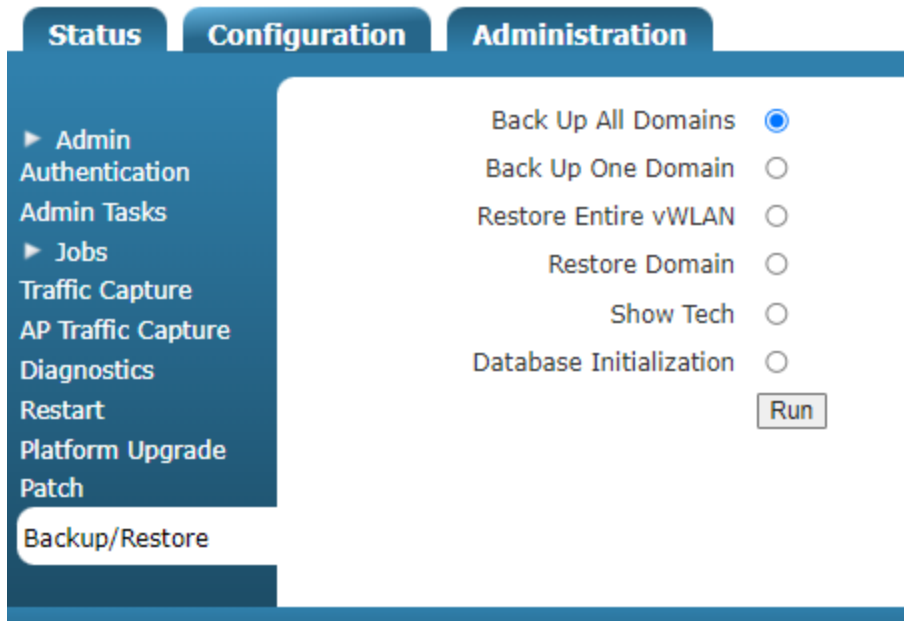 Status Configuration Administration
Admin
Authentication
Admin Tasks
Jobs
Traffic Capture
AP Traffic Capture
Diagnostics
Restart
Platform Upgrade
Patch
Backup/Restore
Back Up All Domains
Back Up One Domain
Restore Entire vWLAN
Restore Domain
Show Tech
Database Initialization
Run